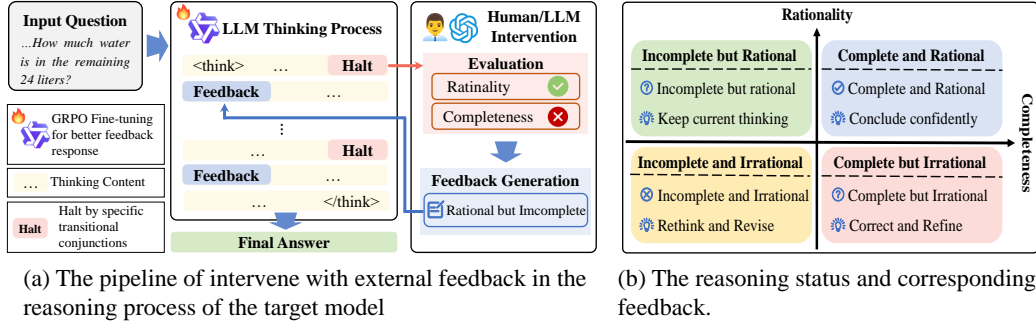 Input Question
...How much water
is in the remaining
24 liters?
GRPO Fine-tuning
for better feedback
response
... Thinking Content
Halt
Halt by specific
transitional
conjunctions
LLM Thinking Process
<think> ... Halt
Feedback ...
...
... Halt
Feedback ...
... </think>
Final Answer
Human/LLM
Intervention
Evaluation
Ratinality
Completeness
Feedback Generation
Rational but Imcomplete
(a) The pipeline of intervene with external feedback in the
reasoning process of the target model
Rationality
Incomplete but Rational
Incomplete but rational
Keep current thinking
Complete and Rational
Complete and Rational
Conclude confidently
Completeness
Incomplete and Irrational
Incomplete and Irrational
Rethink and Revise
Complete but Irrational
Complete but Irrational
Correct and Refine
(b) The reasoning status and corresponding
feedback.